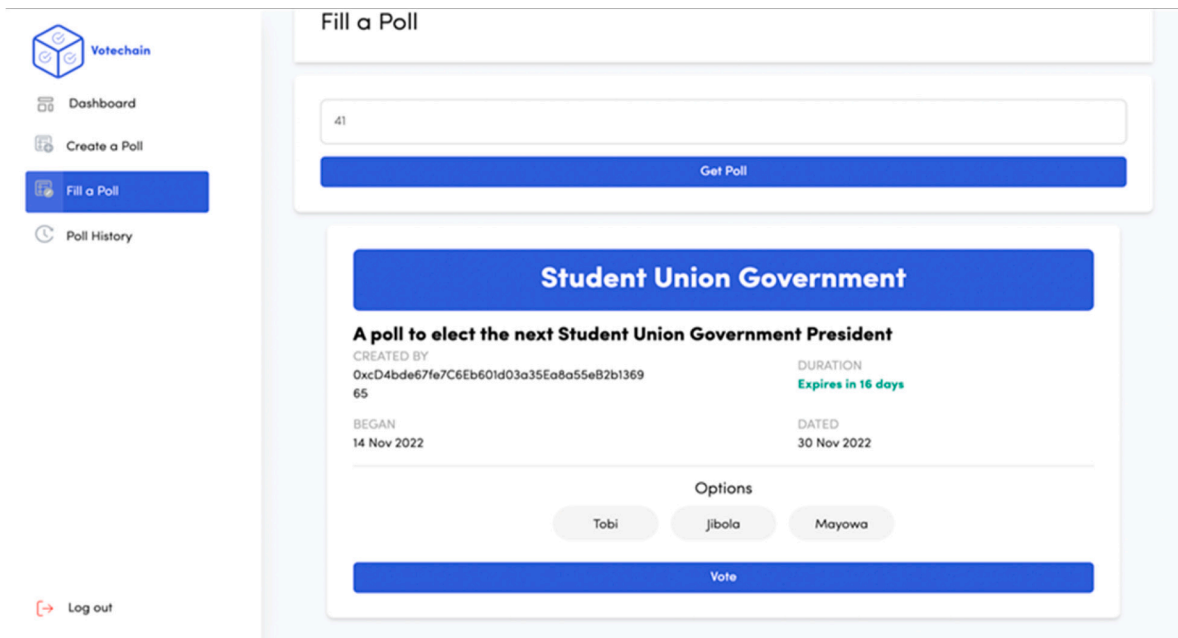 Votechain
Dashboard
Create a Poll
Fill a Poll
Poll History
Log out
Fill a Poll
41
Get Poll
Student Union Government
A poll to elect the next Student Union Government President
CREATED BY
0xcD4bde67fe7C6Eb601d03a35Ea8a55eB2b1369
65
DURATION
Expires in 16 days
BEGAN
14 Nov 2022
DATED
30 Nov 2022
Options
Tobi
Jibola
Mayowa
Vote